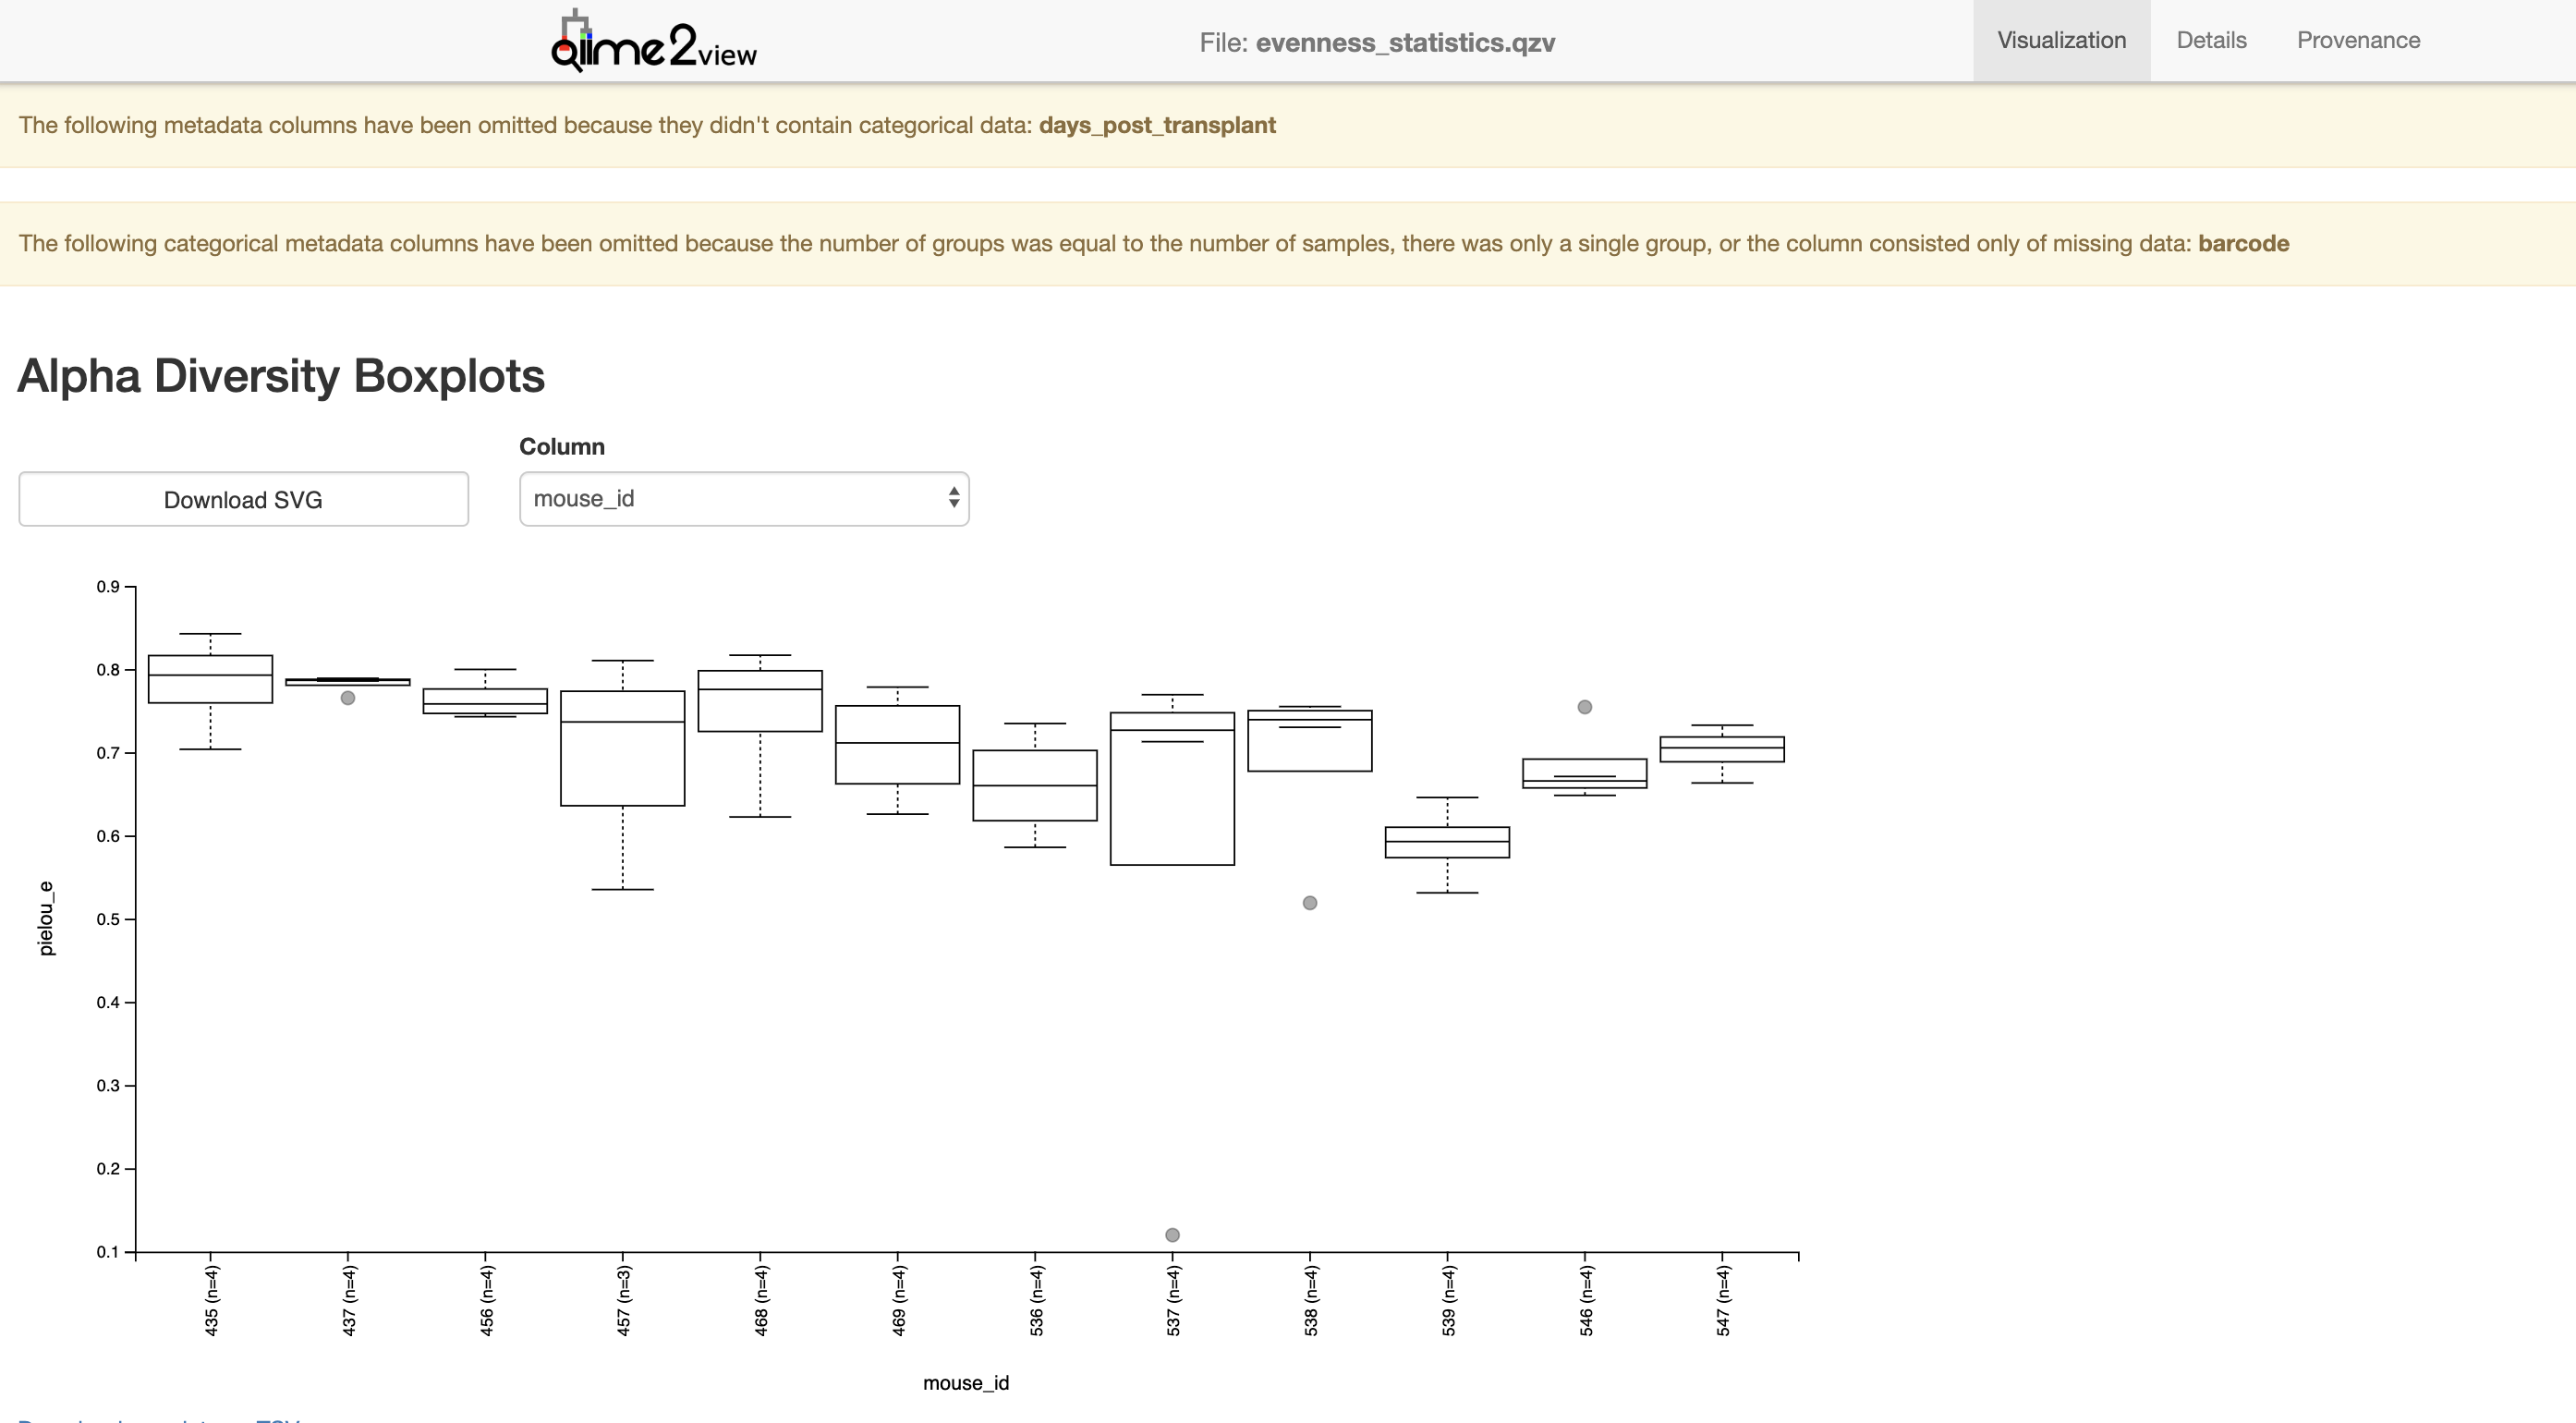 qiime2view
File: evenness_statistics.qzv
Visualization
Details
Provenance
The following metadata columns have been omitted because they didn't contain categorical data: days_post_transplant
The following categorical metadata columns have been omitted because the number of groups was equal to the number of samples, there was only a single group, or the column consisted only of missing data: barcode
Alpha Diversity Boxplots
Column
Download SVG
mouse_id
0.9
0.8
0.7
0.6
0.5
0.4
0.3
0.2
0.1
pielou_e
435 (n=4)
437 (n=4)
456 (n=4)
457 (n=3)
468 (n=4)
469 (n=4)
536 (n=4)
537 (n=4)
538 (n=4)
539 (n=4)
546 (n=4)
547 (n=4)
mouse_id